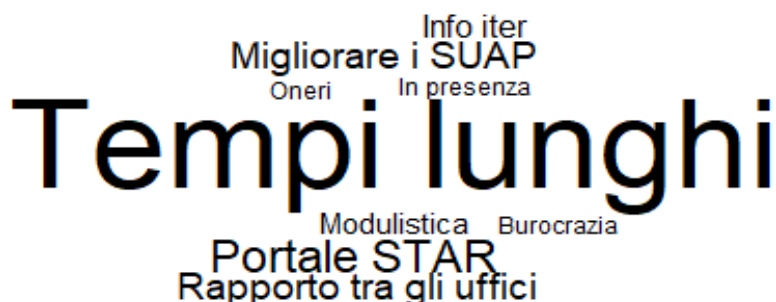 Info iter
Migliorare i SUAP
Oneri
In presenza
Tempi lunghi
Modulistica
Burocrazia
Portale STAR
Rapporto tra gli uffici